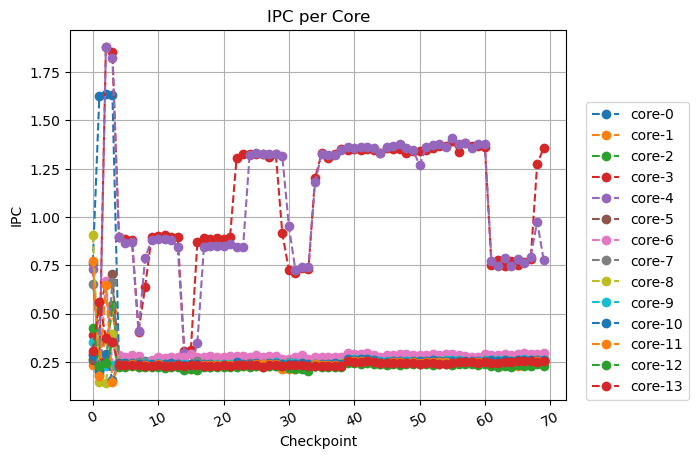 IPC per Core
IPC
1.75
1.50
1.25
1.00
0.75
0.50
0.25
0
10
20
30
40
50
60
70
Checkpoint
core-0
core-1
core-2
core-3
core-4
core-5
core-6
core-7
core-8
core-9
core-10
core-11
core-12
core-13